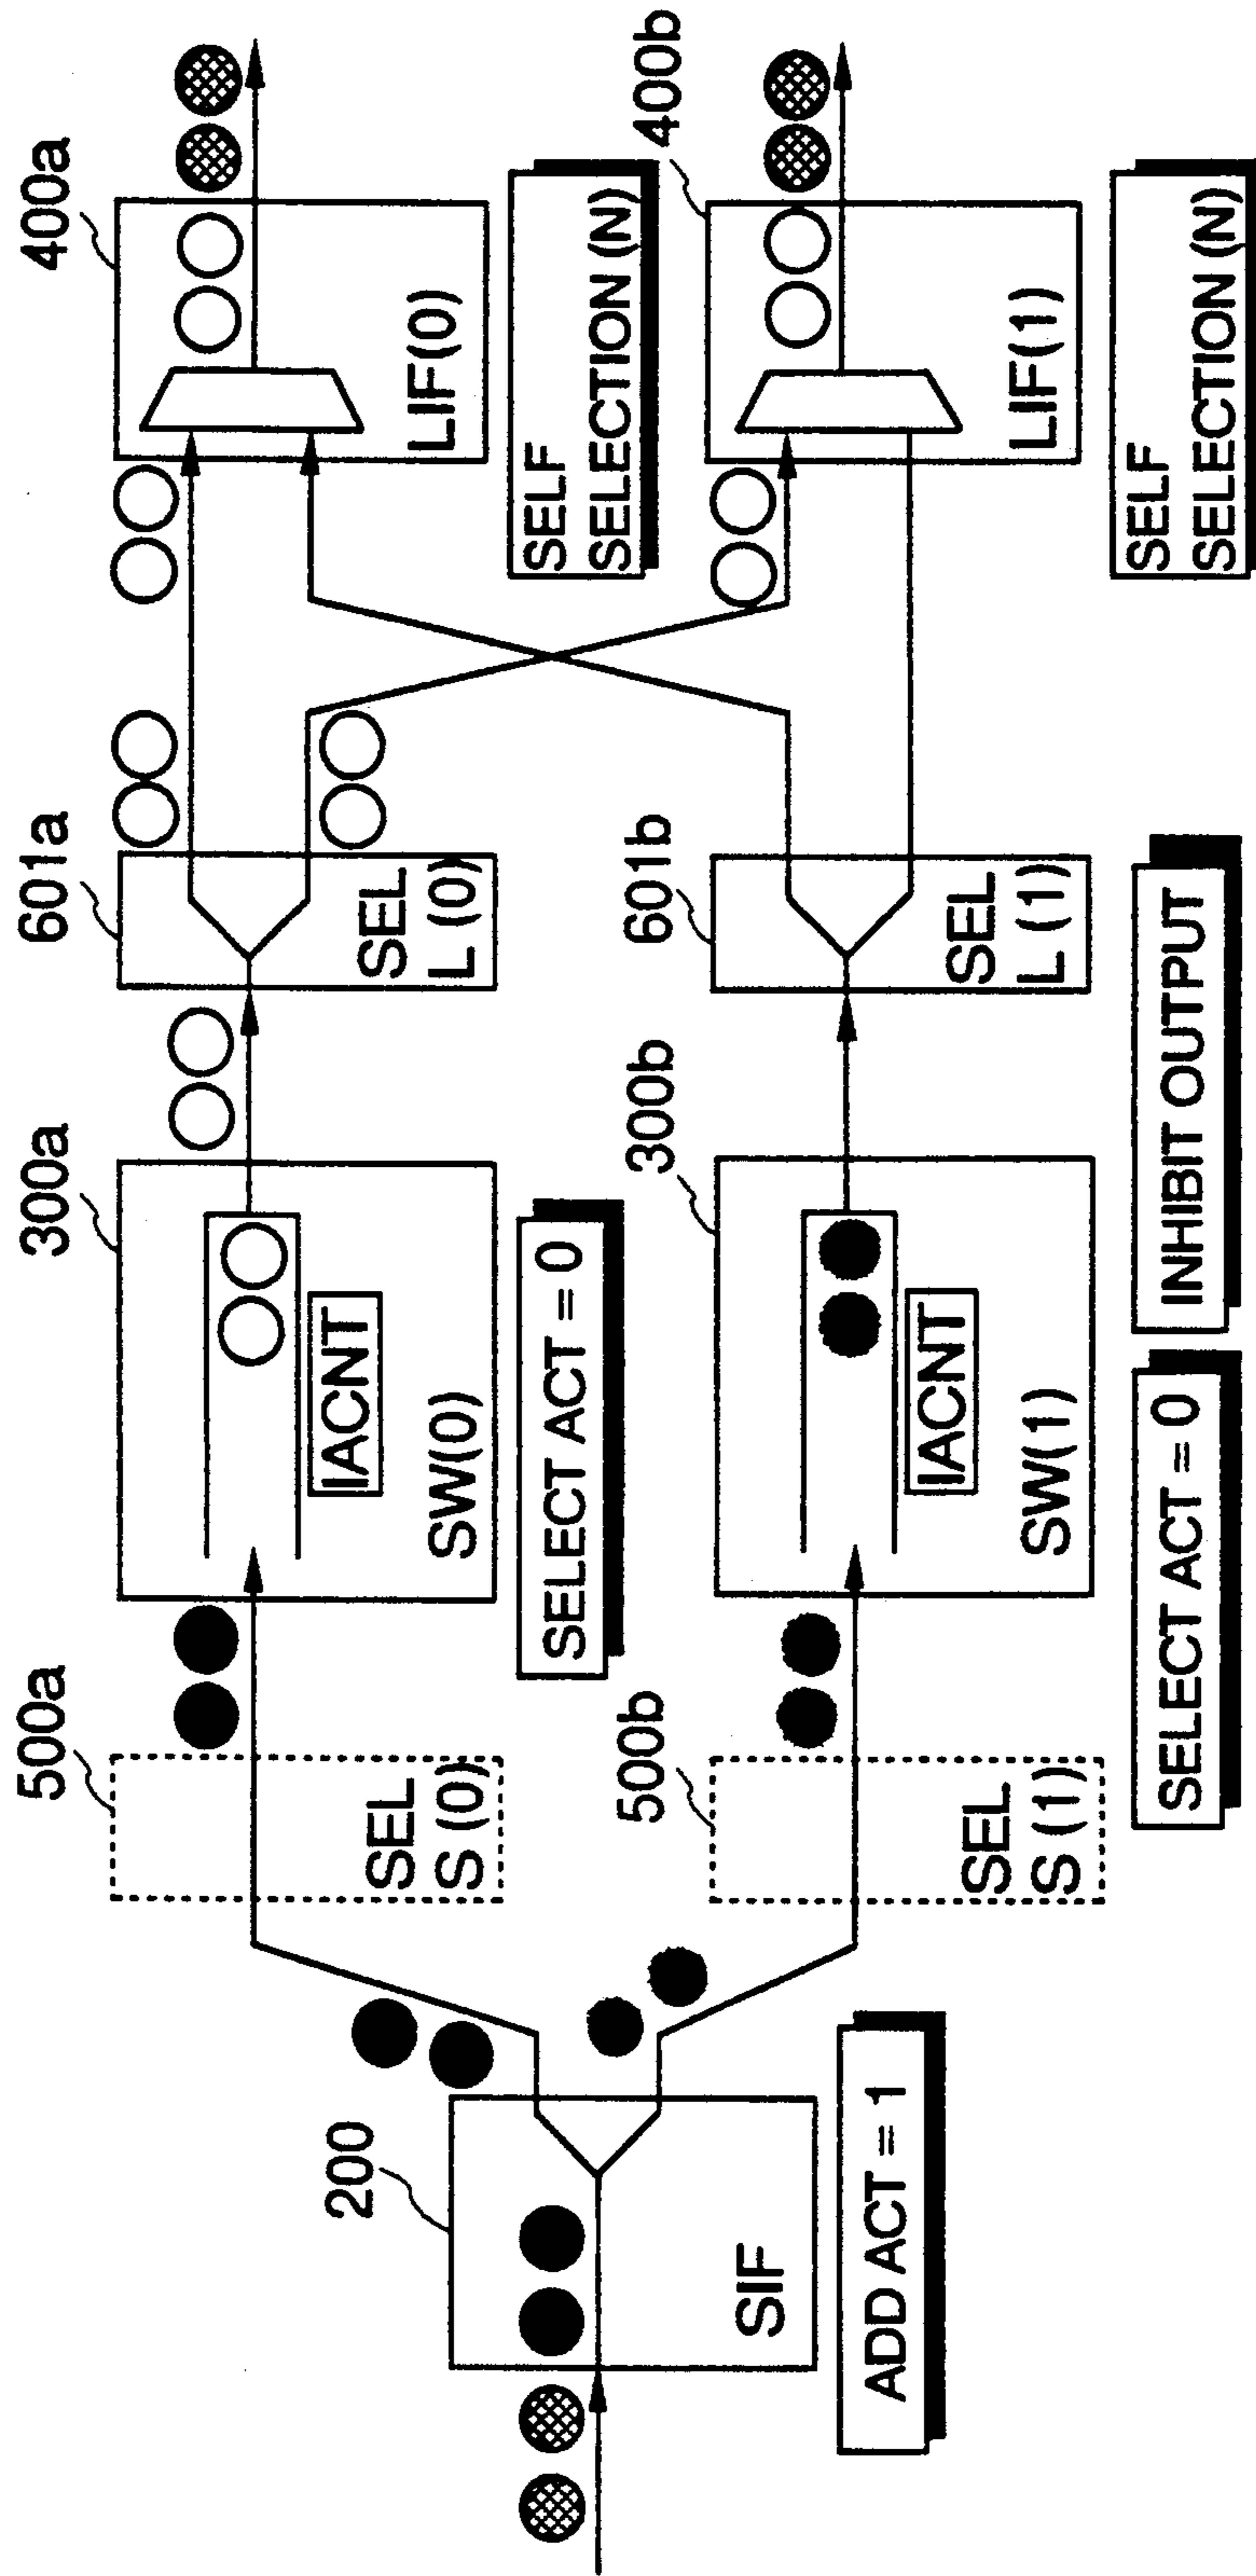 200
SIF
ADD ACT = 1
500a
SEL
S (0)
500b
SEL
S (1)
300a
IACNT
SW(0)
SELECT ACT = 0
300b
IACNT
SW(1)
SELECT ACT = 0
INHIBIT OUTPUT
601a
SEL
L (0)
601b
SEL
L (1)
400a
LIF(0)
SELF
SELECTION (N)
400b
LIF(1)
SELF
SELECTION (N)